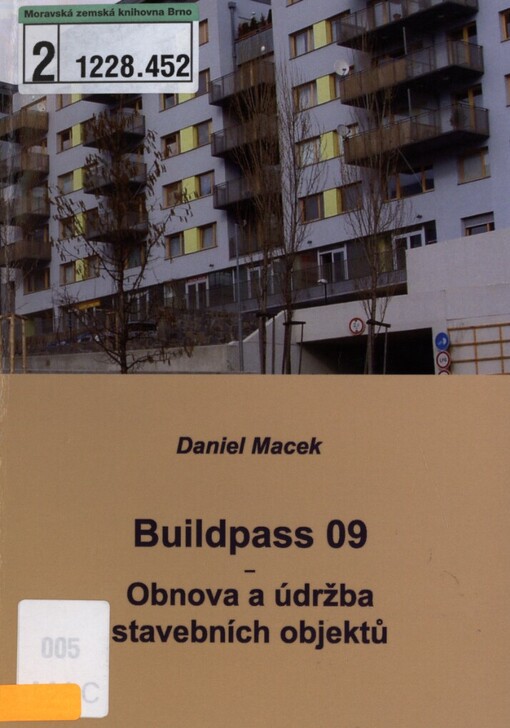 Moravská zemská knihovna Brno
2 1228.452
Daniel Macek
Buildpass 09
–
Obnova a údržba
stavebních objektů
005